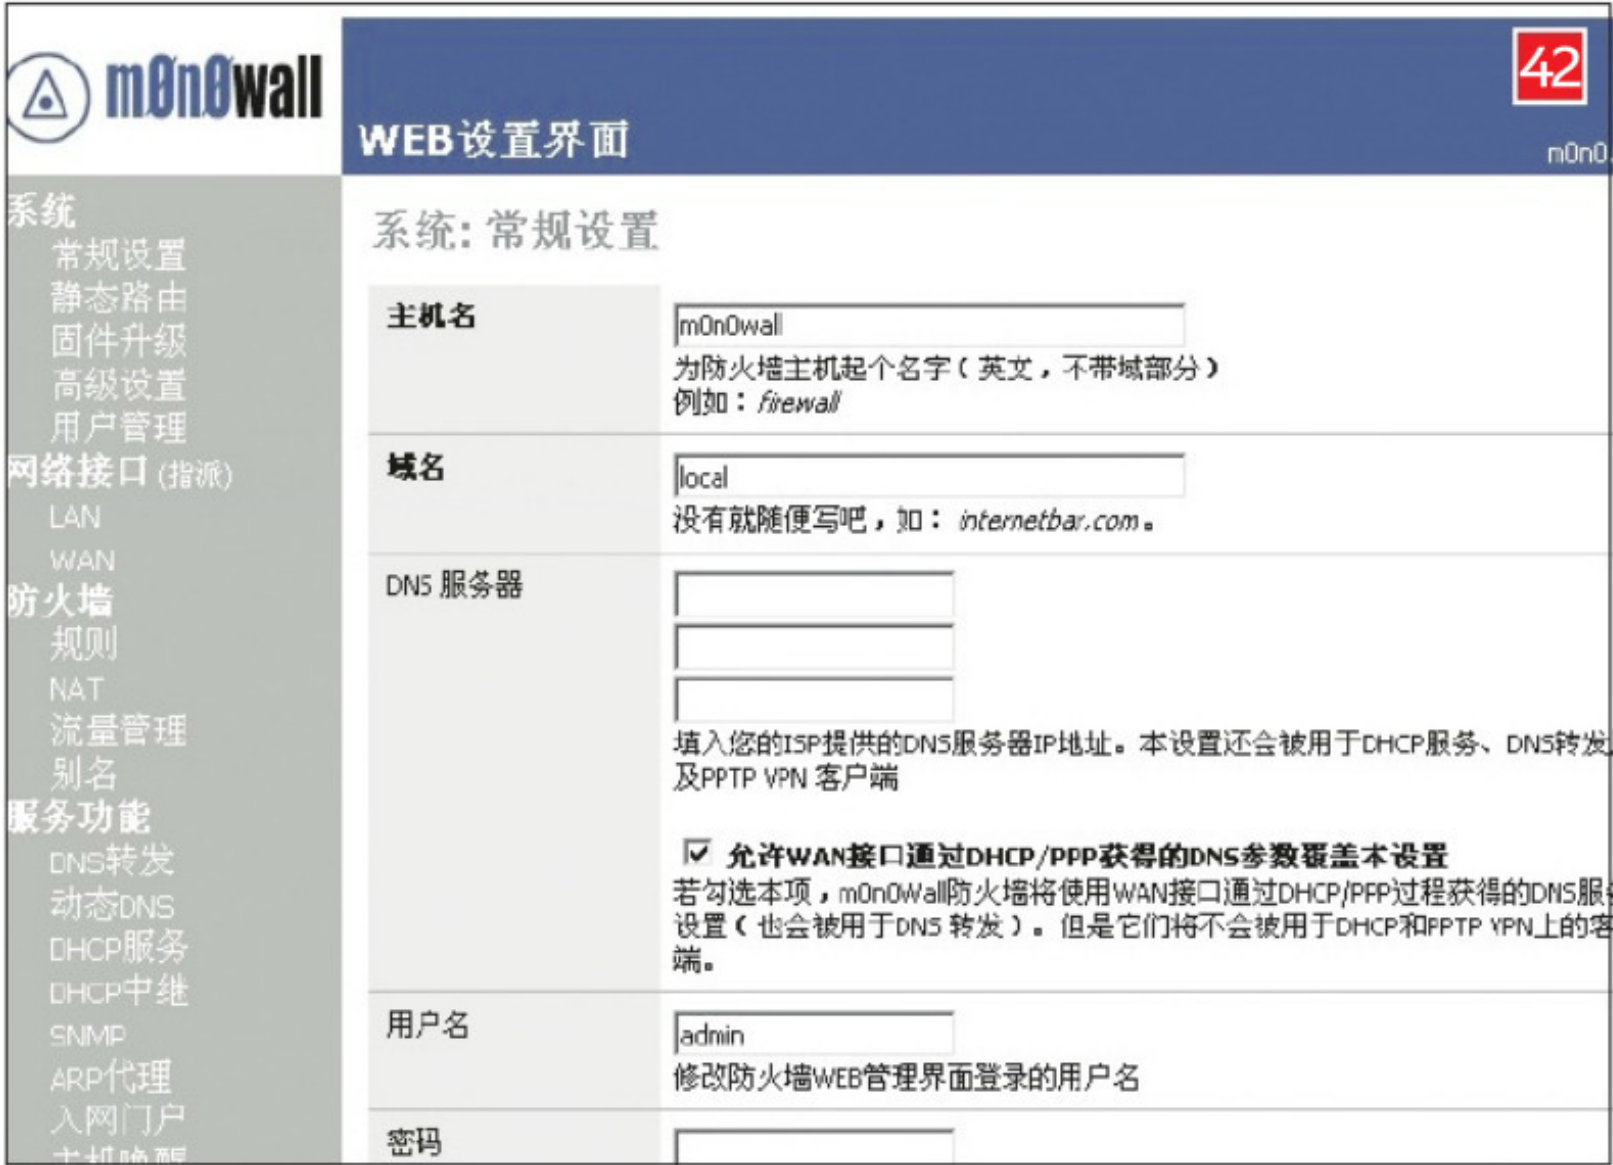 m0n0wall
42
WEB设置界面
m0n0.
系统
常规设置
静态路由
固件升级
高级设置
用户管理
网络接口 (指派)
LAN
WAN
防火墙
规则
NAT
流量管理
别名
服务功能
DNS转发
动态DNS
DHCP服务
DHCP中继
SNMP
ARP代理
入网门户
主机唤醒
系统: 常规设置
主机名
m0n0wall
为防火墙主机起个名字（英文，不带域部分）
例如：firewall
域名
local
没有就随便写吧，如： internetbar.com。
DNS 服务器
填入您的ISP提供的DNS服务器IP地址。本设置还会被用于DHCP服务、DNS转发
及PPTP VPN 客户端
允许WAN接口通过DHCP/PPP获得的DNS参数覆盖本设置
若勾选本项，m0n0Wall防火墙将使用WAN接口通过DHCP/PPP过程获得的DNS服务
设置（也会被用于DNS 转发）。但是它们将不会被用于DHCP和PPTP VPN上的客
端。
用户名
admin
修改防火墙WEB管理界面登录的用户名
密码